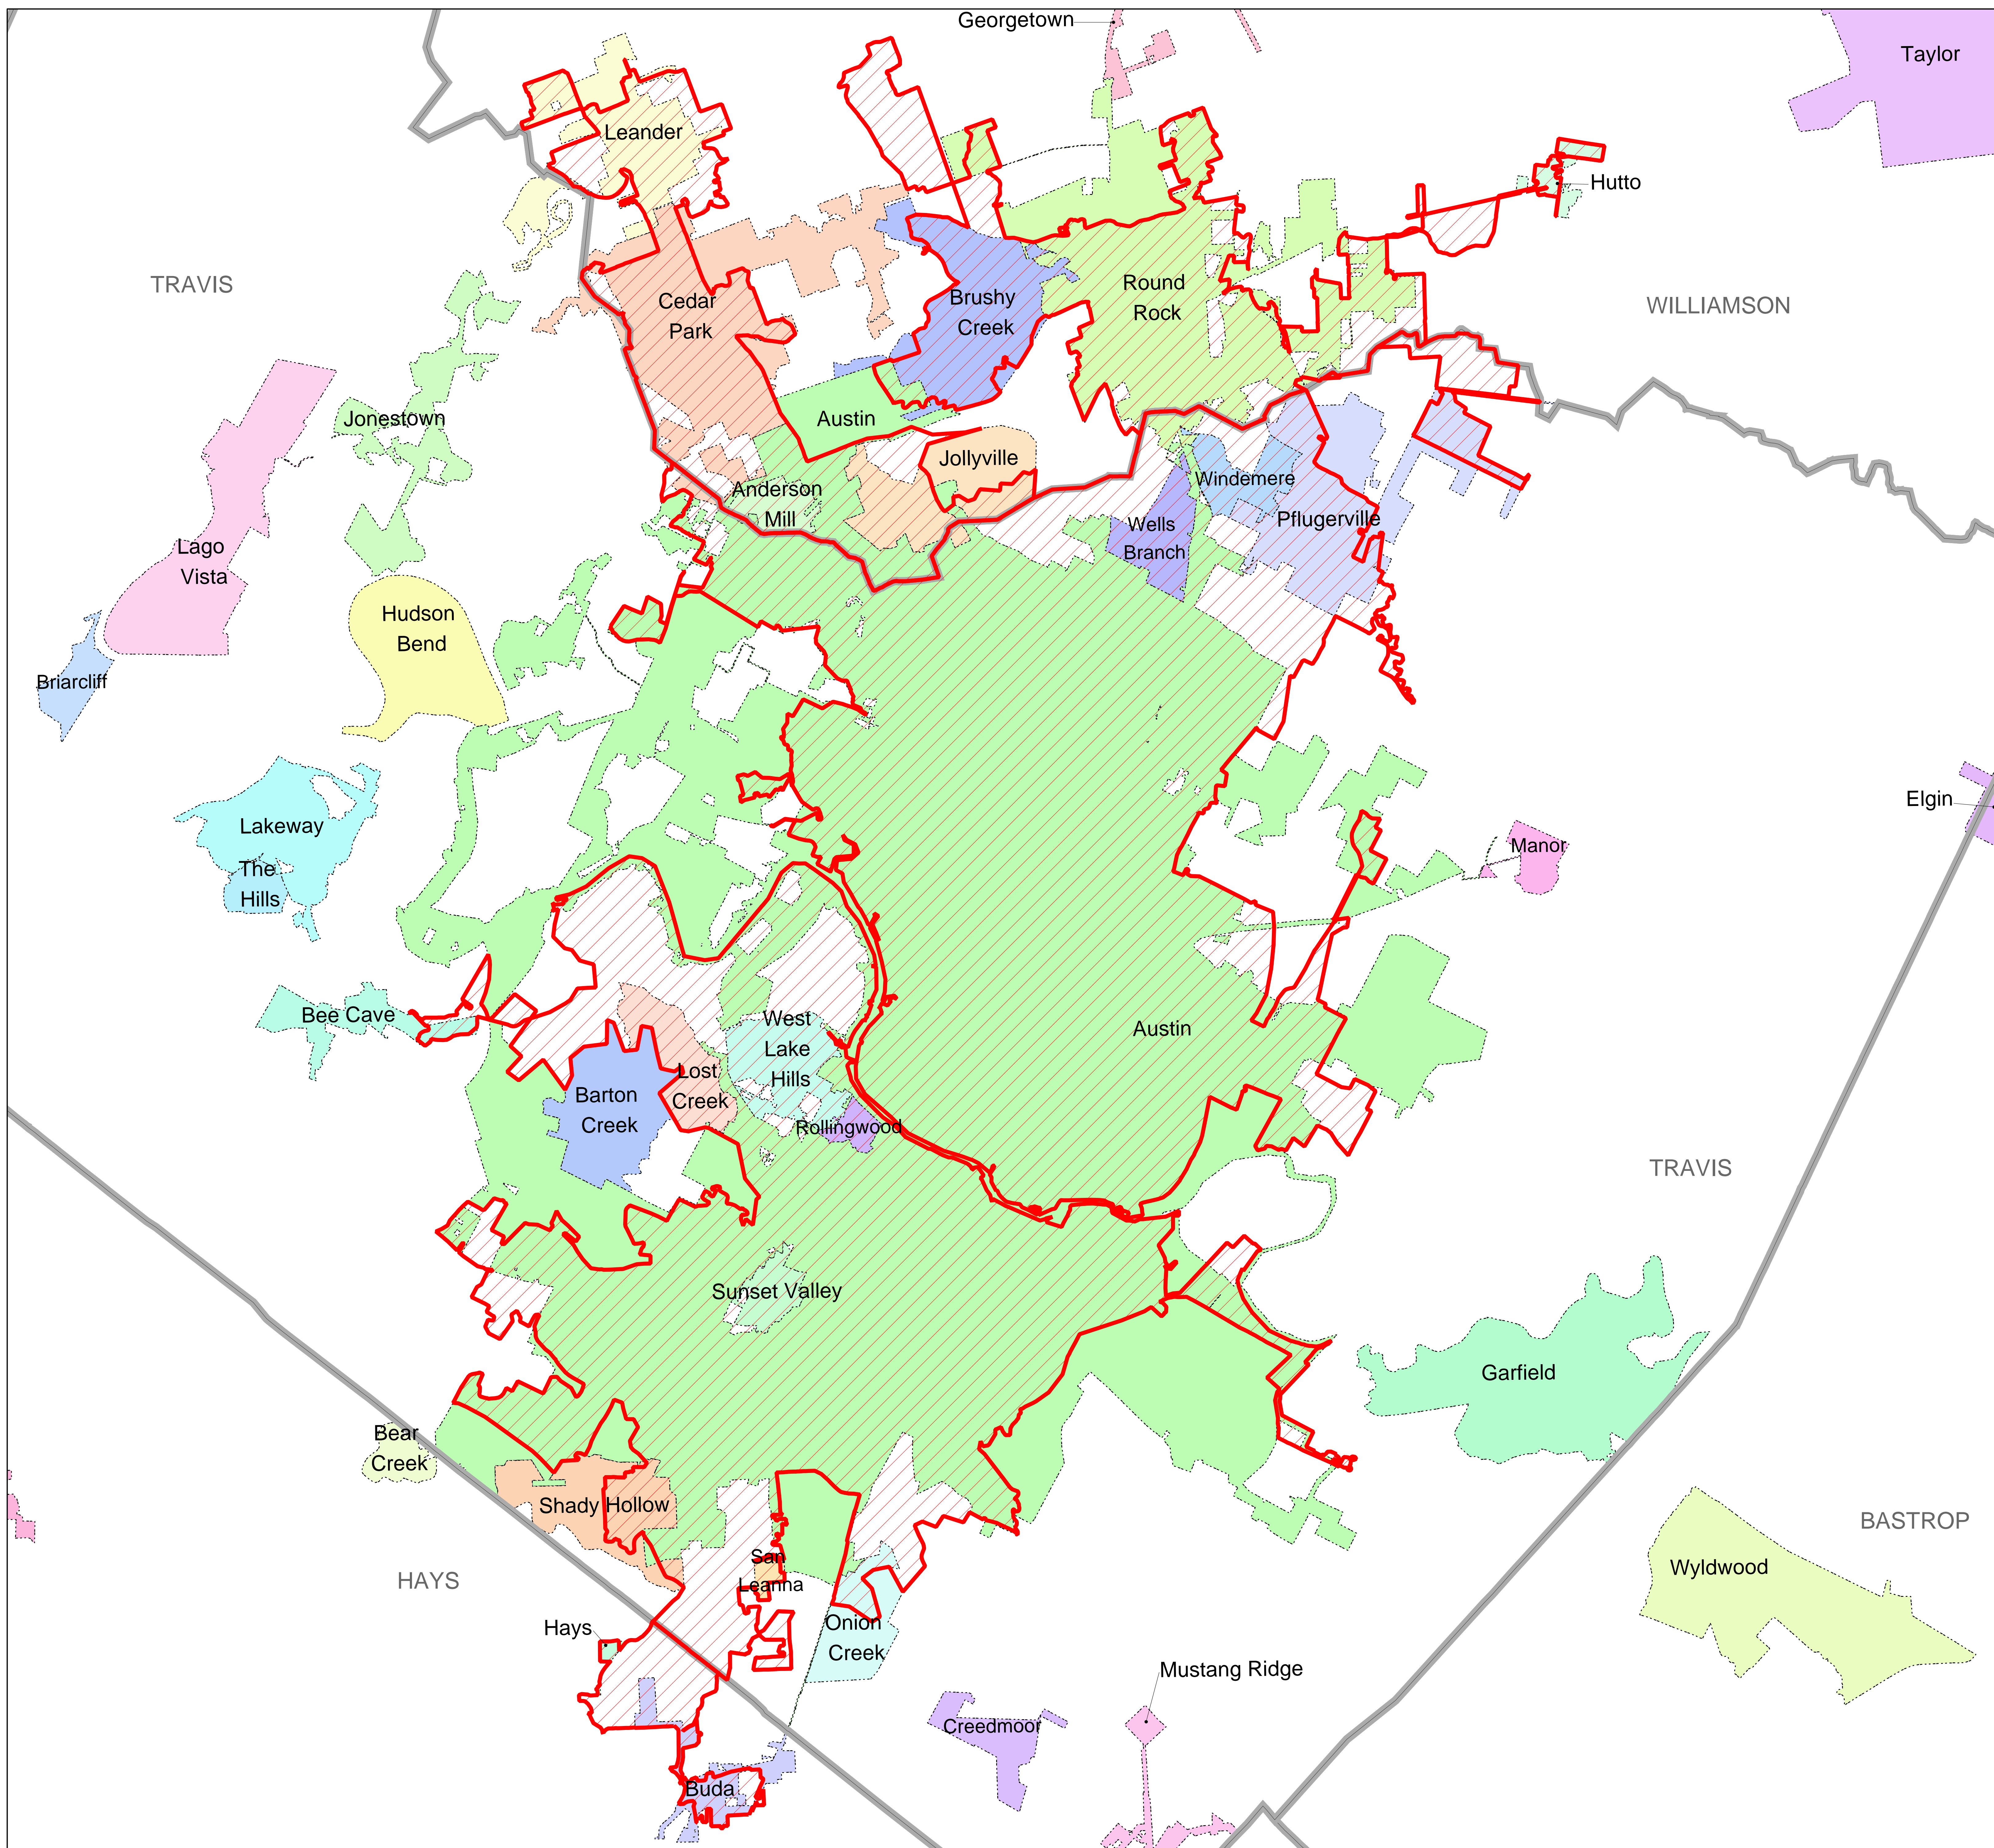 Georgetown
Taylor
Leander
Hutto
TRAVIS
Round
Rock
Cedar
Park
Brushy
Creek
WILLIAMSON
Jonestown
Austin
Jollyville
Anderson
Mill
Windemere
Wells
Branch
Pflugerville
Lago
Vista
Hudson
Bend
Briarcliff
Elgin
Lakeway
The
Hills
Manor
Bee Cave
West
Lake
Hills
Austin
Lost
Creek
Barton
Creek
Rollingwood
TRAVIS
Sunset Valley
Garfield
Bear
Creek
Shady Hollow
BASTROP
San
Leanna
Wyldwood
HAYS
Hays
Onion
Creek
Mustang Ridge
Creedmoor
Buda